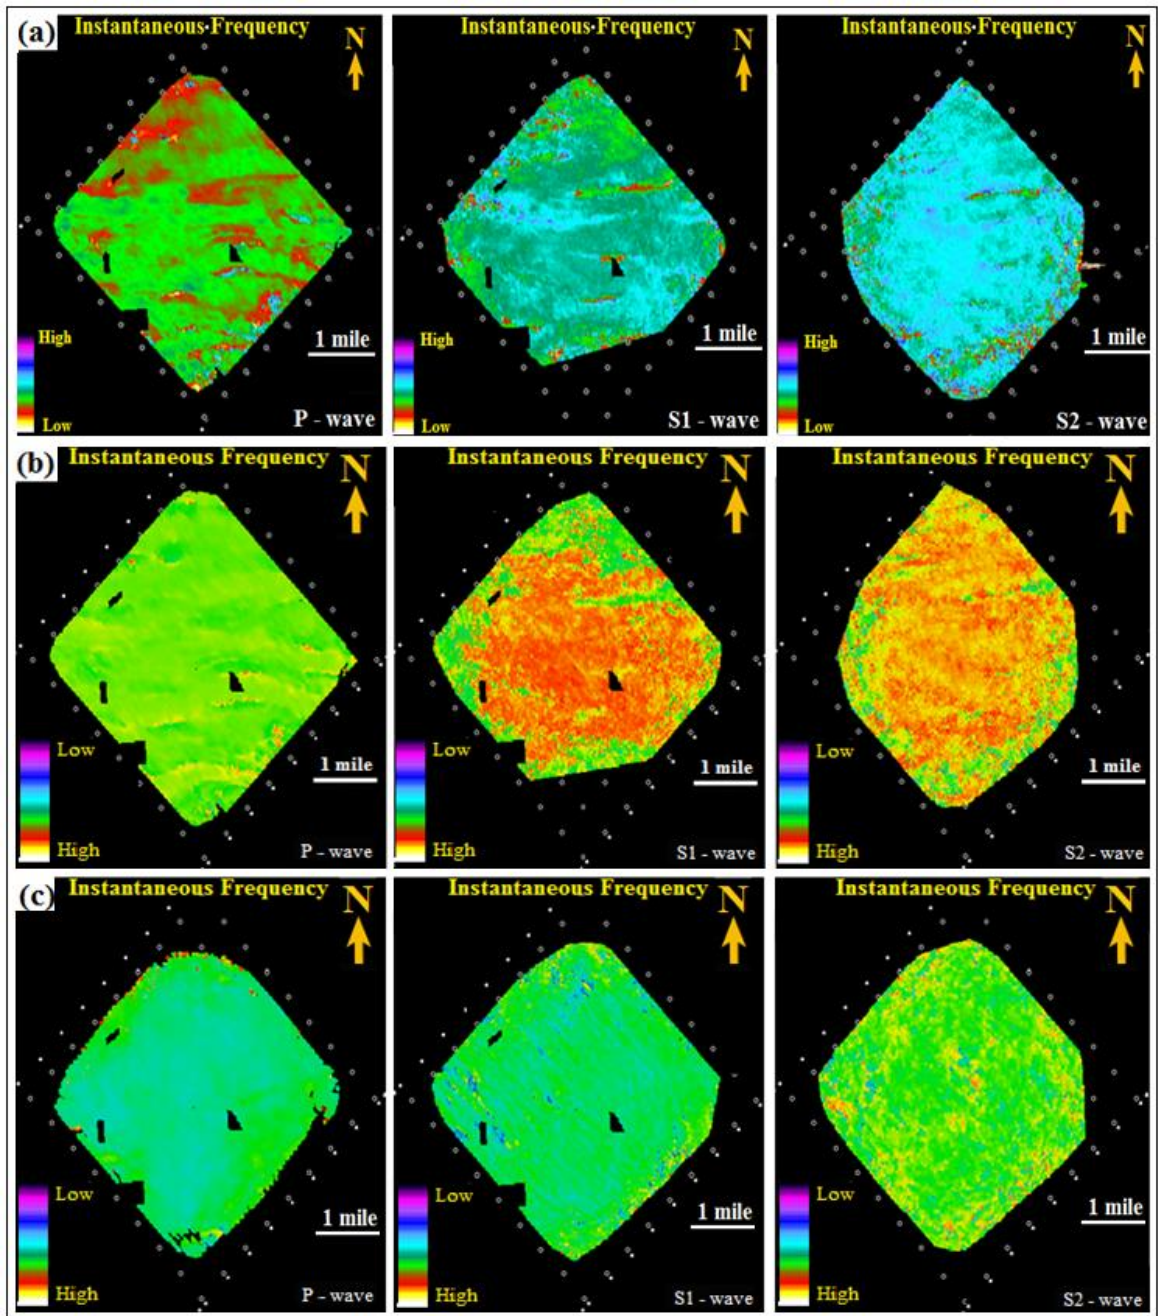 (a)
Instantaneous-Frequency
N
High
Low
1 mile
P - wave
Instantaneous-Frequency
N
High
Low
1 mile
S1 - wave
Instantaneous-Frequency
N
High
Low
1 mile
S2 - wave
(b)
Instantaneous Frequency
N
Low
High
1 mile
P - wave
Instantaneous Frequency
N
Low
High
1 mile
S1 - wave
Instantaneous Frequency
N
Low
High
1 mile
S2 - wave
(c)
Instantaneous Frequency
N
Low
High
1 mile
P - wave
Instantaneous Frequency
N
Low
High
1 mile
S1 - wave
Instantaneous Frequency
N
Low
High
1 mile
S2 - wave